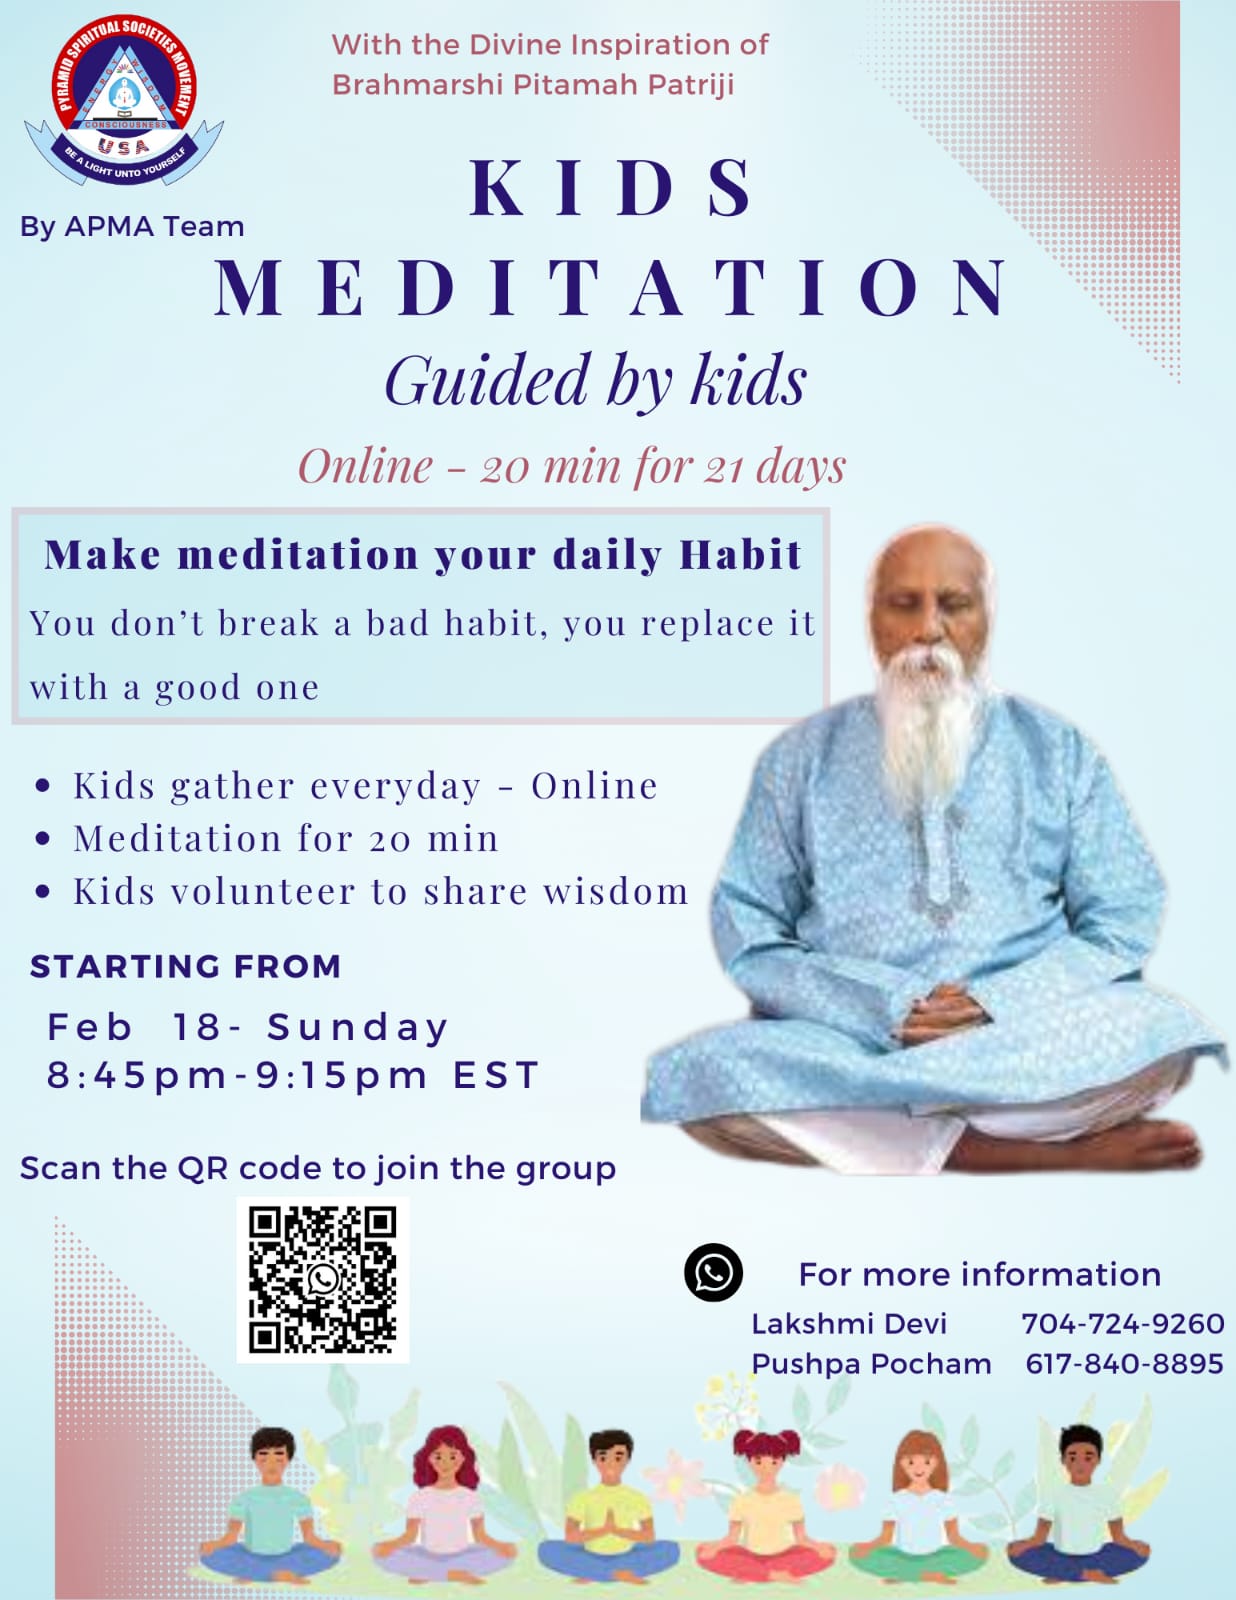 PYRAMID SPIRITUAL SOCIETIES MOVEMENT
ENERGY WISDOM
CONSCIOUSNESS
USA
BE A LIGHT UNTO YOURSELF
By APMA Team
With the Divine Inspiration of
Brahmarshi Pitamah Patriji
KIDS
MEDITATION
Guided by kids
Online - 20 min for 21 days
Make meditation your daily Habit
You don’t break a bad habit, you replace it
with a good one
• Kids gather everyday - Online
• Meditation for 20 min
• Kids volunteer to share wisdom
STARTING FROM
Feb 18- Sunday
8:45pm-9:15pm EST
Scan the QR code to join the group
For more information
Lakshmi Devi 704-724-9260
Pushpa Pocham 617-840-8895